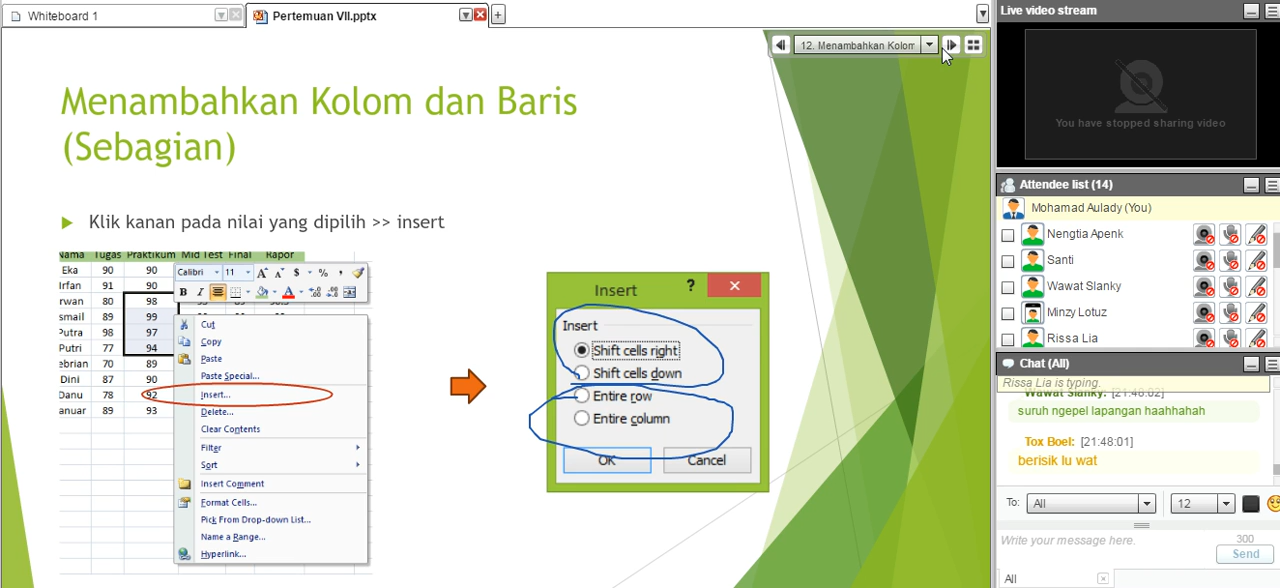 Whiteboard 1
Pertemuan VII.pptx
12. Menambahkan Kolom
Menambahkan Kolom dan Baris
(Sebagian)
Klik kanan pada nilai yang dipilih >> insert
Nama Tugas Praktikum Mid Test Final Rapor
Eka 90 90
Irfan 91 90
rwan 80 98
smail 89 99
Putra 98 97
Putri 77 94
ebrian 70 89
Dini 87 90
Danu 78 92
anuar 89 93
Calibri 11 A A $ % ,
B I A
Cut
Copy
Paste
Paste Special...
Insert...
Delete...
Clear Contents
Filter
Sort
Insert Comment
Format Cells...
Pick From Drop-down List...
Name a Range...
Hyperlink...
Insert ?
Insert
Shift cells right
Shift cells down
Entire row
Entire column
OK Cancel
Live video stream
You have stopped sharing video
Attendee list (14)
Mohamad Aulady (You)
Nengtia Apenk
Santi
Wawat Slanky
Minzy Lotuz
Rissa Lia
Chat (All)
Rissa Lia is typing.
Wawat Slanky: [21:48:02]
suruh ngepel lapangan haahhahah
Tox Boel: [21:48:01]
berisik lu wat
To: All 12
Write your message here. 300
Send
All